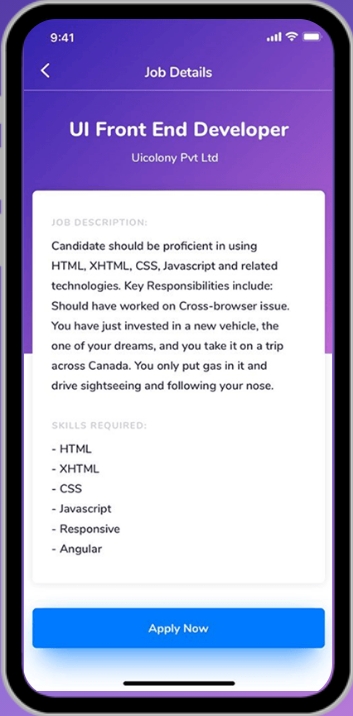 9:41
Job Details
UI Front End Developer
Uicolony Pvt Ltd
JOB DESCRIPTION:
Candidate should be proficient in using
HTML, XHTML, CSS, Javascript and related
technologies. Key Responsibilities include:
Should have worked on Cross-browser issue.
You have just invested in a new vehicle, the
one of your dreams, and you take it on a trip
across Canada. You only put gas in it and
drive sightseeing and following your nose.
SKILLS REQUIRED:
- HTML
- XHTML
- CSS
- Javascript
- Responsive
- Angular
Apply Now